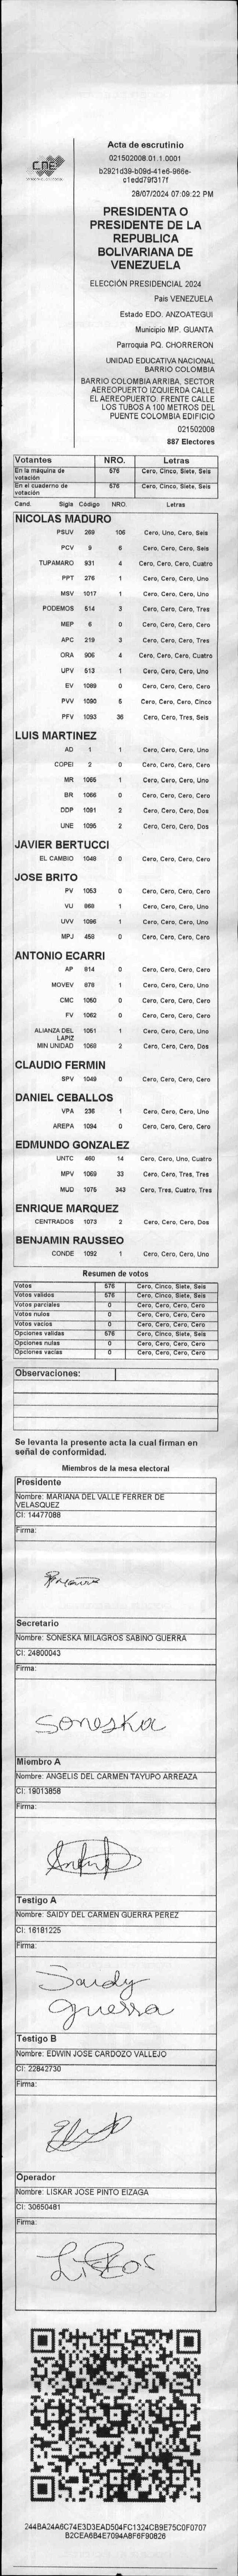 CNE
Acta de escrutinio
021502008.01.1.0001
b2921d39-b09d-41e6-966e-
c1edd79f317f
28/07/2024 07:09:22 PM
PRESIDENTA O
PRESIDENTE DE LA
REPUBLICA
BOLIVARIANA DE
VENEZUELA
ELECCIÓN PRESIDENCIAL 2024
Pais VENEZUELA
Estado EDO. ANZOATEGUI
Municipio MP. GUANTA
Parroquia PQ. CHORRERON
UNIDAD EDUCATIVA NACIONAL
BARRIO COLOMBIA
BARRIO COLOMBIA ARRIBA, SECTOR
AEREOPUERTO IZQUIERDA CALLE
EL AEREOPUERTO. FRENTE CALLE
LOS TUBOS A 100 METROS DEL
PUENTE COLOMBIA EDIFICIO
021502008
887 Electores
Votantes NRO. Letras
En la máquina de votación 576 Cero, Cinco, Siete, Seis
En el cuaderno de votación 576 Cero, Cinco, Siete, Seis
Cand. Sigla Código NRO. Letras
NICOLAS MADURO
PSUV 269 106 Cero, Uno, Cero, Seis
PCV 9 6 Cero, Cero, Cero, Seis
TUPAMARO 931 4 Cero, Cero, Cero, Cuatro
PPT 276 1 Cero, Cero, Cero, Uno
MSV 1017 1 Cero, Cero, Cero, Uno
PODEMOS 514 3 Cero, Cero, Cero, Tres
MEP 6 0 Cero, Cero, Cero, Cero
APC 219 3 Cero, Cero, Cero, Tres
ORA 906 4 Cero, Cero, Cero, Cuatro
UPV 513 1 Cero, Cero, Cero, Uno
EV 1089 0 Cero, Cero, Cero, Cero
PVV 1090 5 Cero, Cero, Cero, Cinco
PFV 1093 36 Cero, Cero, Tres, Seis
LUIS MARTINEZ
AD 1 1 Cero, Cero, Cero, Uno
COPEI 2 0 Cero, Cero, Cero, Cero
MR 1065 1 Cero, Cero, Cero, Uno
BR 1066 0 Cero, Cero, Cero, Cero
DDP 1091 2 Cero, Cero, Cero, Dos
UNE 1095 2 Cero, Cero, Cero, Dos
JAVIER BERTUCCI
EL CAMBIO 1048 0 Cero, Cero, Cero, Cero
JOSE BRITO
PV 1053 0 Cero, Cero, Cero, Cero
VU 969 1 Cero, Cero, Cero, Uno
UVV 1096 1 Cero, Cero, Cero, Uno
MPJ 458 0 Cero, Cero, Cero, Cero
ANTONIO ECARRI
AP 914 0 Cero, Cero, Cero, Cero
MOVEV 978 1 Cero, Cero, Cero, Uno
CMC 1050 0 Cero, Cero, Cero, Cero
FV 1062 0 Cero, Cero, Cero, Cero
ALIANZA DEL LAPIZ 1051 1 Cero, Cero, Cero, Uno
MIN UNIDAD 1068 2 Cero, Cero, Cero, Dos
CLAUDIO FERMIN
SPV 1049 0 Cero, Cero, Cero, Cero
DANIEL CEBALLOS
VPA 236 1 Cero, Cero, Cero, Uno
AREPA 1094 0 Cero, Cero, Cero, Cero
EDMUNDO GONZALEZ
UNTC 460 14 Cero, Cero, Uno, Cuatro
MPV 1069 33 Cero, Cero, Tres, Tres
MUD 1075 343 Cero, Tres, Cuatro, Tres
ENRIQUE MARQUEZ
CENTRADOS 1073 2 Cero, Cero, Cero, Dos
BENJAMIN RAUSSEO
CONDE 1092 1 Cero, Cero, Cero, Uno
Resumen de votos
Votos 576 Cero, Cinco, Siete, Seis
Votos validos 576 Cero, Cinco, Siete, Seis
Votos parciales 0 Cero, Cero, Cero, Cero
Votos nulos 0 Cero, Cero, Cero, Cero
Votos vacios 0 Cero, Cero, Cero, Cero
Opciones validas 576 Cero, Cinco, Siete, Seis
Opciones nulas 0 Cero, Cero, Cero, Cero
Opciones vacias 0 Cero, Cero, Cero, Cero
Observaciones:
Se levanta la presente acta la cual firman en
señal de conformidad.
Miembros de la mesa electoral
Presidente
Nombre: MARIANA DEL VALLE FERRER DE
VELASQUEZ
CI: 14477088
Firma:
Secretario
Nombre: SONESKA MILAGROS SABINO GUERRA
CI: 24800043
Firma:
Soneska
Miembro A
Nombre: ANGELIS DEL CARMEN TAYUPO ARREAZA
CI: 19013858
Firma:
Testigo A
Nombre: SAIDY DEL CARMEN GUERRA PEREZ
CI: 16181225
Firma:
Saidy
Guerra
Testigo B
Nombre: EDWIN JOSE CARDOZO VALLEJO
CI: 22842730
Firma:
Operador
Nombre: LISKAR JOSE PINTO EIZAGA
CI: 30650481
Firma:
244BA24A6C74E3D3EAD504FC1324CB9E75C0F0707
B2CEA6B4E7094ABF6F90826